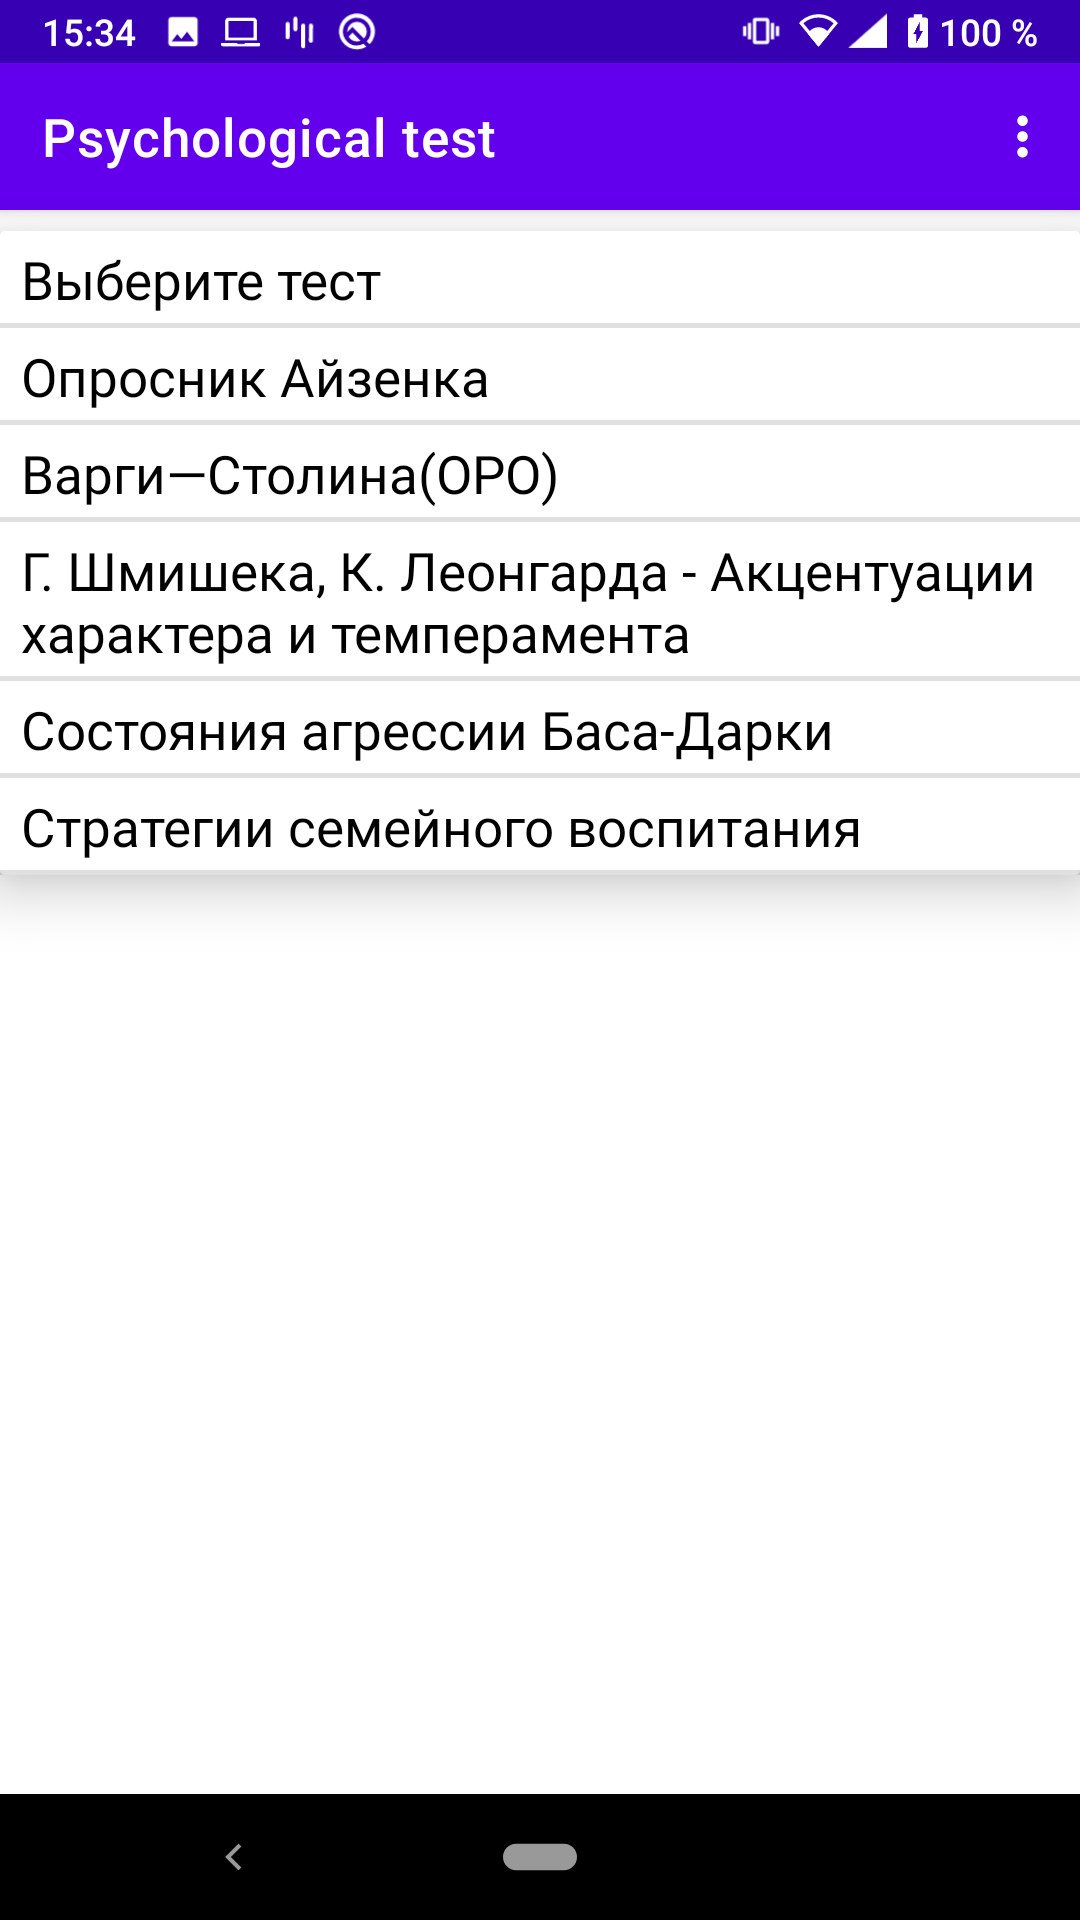 15:34
100 %
Psychological test
Выберите тест
Опросник Айзенка
Варги—Столина(ОРО)
Г. Шмишека, К. Леонгарда - Акцентуации
характера и темперамента
Состояния агрессии Баса-Дарки
Стратегии семейного воспитания